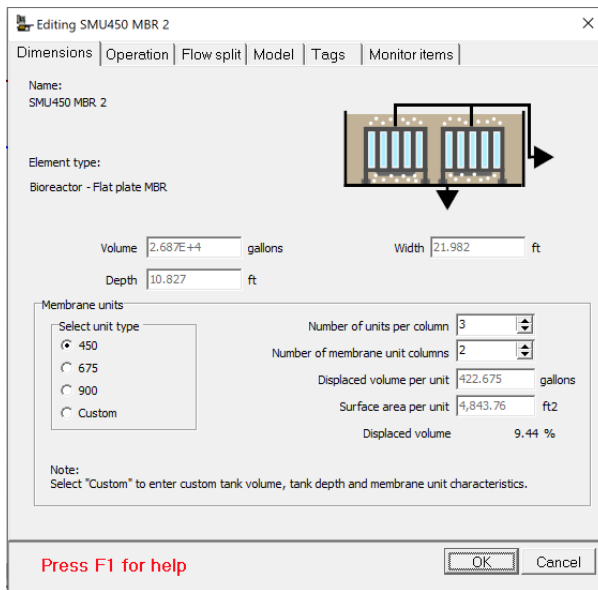 Editing SMU450 MBR 2
Dimensions Operation Flow split Model Tags Monitor items
Name:
SMU450 MBR 2
Element type:
Bioreactor - Flat plate MBR
Volume 2.687E+4 gallons Width 21.982 ft
Depth 10.827 ft
Membrane units
Select unit type
450
675
900
Custom
Number of units per column 3
Number of membrane unit columns 2
Displaced volume per unit 422.675 gallons
Surface area per unit 4,843.76 ft2
Displaced volume 9.44 %
Note:
Select "Custom" to enter custom tank volume, tank depth and membrane unit characteristics.
Press F1 for help OK Cancel